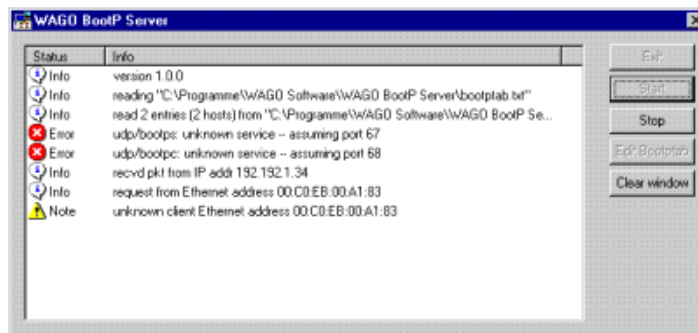 WAGO BootP Server
Status Info
Info version 1.0.0
Info reading "C:\Programme\WAGO Software\WAGO BootP Server\bootptab.txt"
Info read 2 entries (2 hosts) from "C:\Programme\WAGO Software\WAGO BootP Se...
Error udp/bootps: unknown service -- assuming port 67
Error udp/bootpc: unknown service -- assuming port 68
Info recvd pkt from IP addr 192.192.1.34
Info request from Ethernet address 00:C0:EB:00:A1:83
Note unknown client Ethernet address 00:C0:EB:00:A1:83
Exit
Start
Stop
Edit Bootptab
Clear window